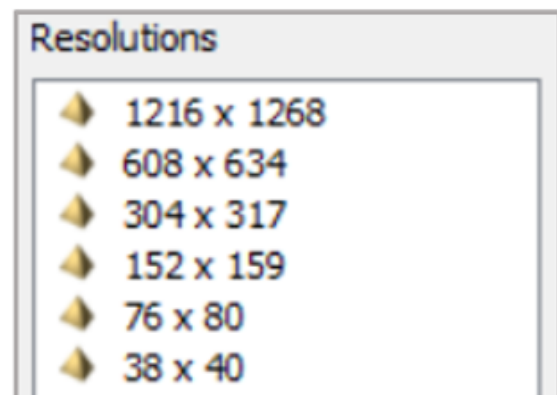 Resolutions
1216 x 1268
608 x 634
304 x 317
152 x 159
76 x 80
38 x 40